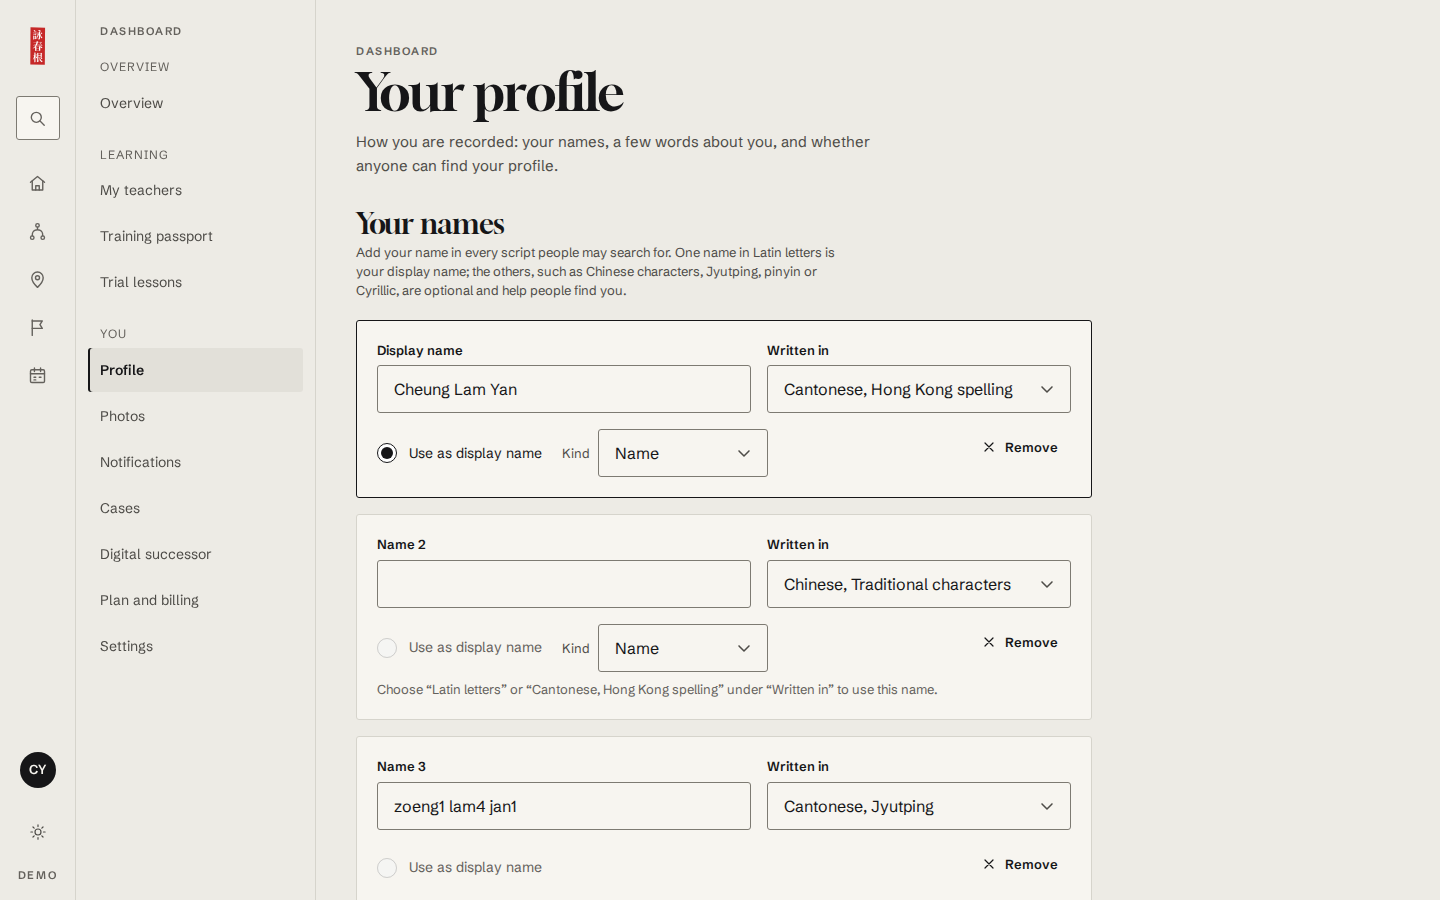 詠春根
DASHBOARD
OVERVIEW
Overview
LEARNING
My teachers
Training passport
Trial lessons
YOU
Profile
Photos
Notifications
Cases
Digital successor
Plan and billing
Settings
CY
DEMO
DASHBOARD
Your profile
How you are recorded: your names, a few words about you, and whether
anyone can find your profile.
Your names
Add your name in every script people may search for. One name in Latin letters is
your display name; the others, such as Chinese characters, Jyutping, pinyin or
Cyrillic, are optional and help people find you.
Display name
Written in
Cheung Lam Yan
Cantonese, Hong Kong spelling
Use as display name
Kind
Name
Remove
Name 2
Written in
Chinese, Traditional characters
Use as display name
Kind
Name
Remove
Choose “Latin letters” or “Cantonese, Hong Kong spelling” under “Written in” to use this name.
Name 3
Written in
zoeng1 lam4 jan1
Cantonese, Jyutping
Use as display name
Remove